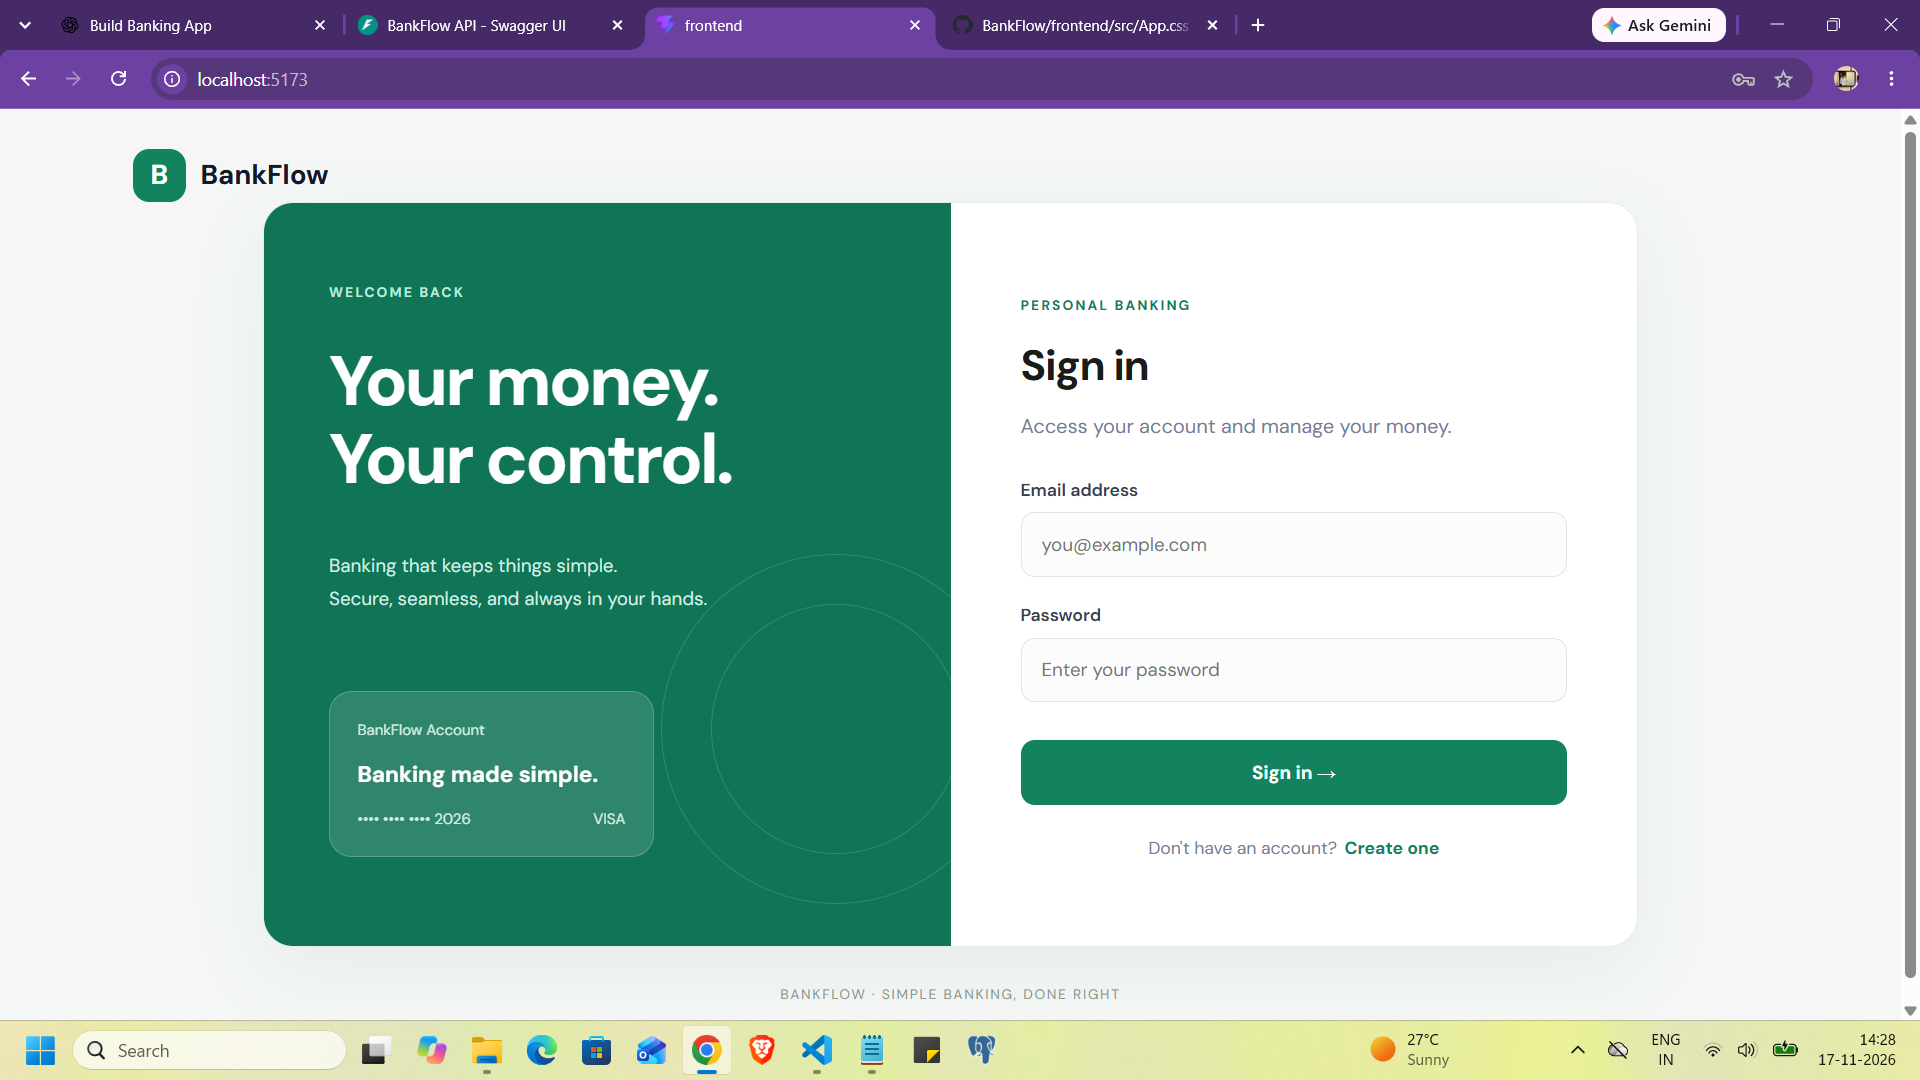 Build Banking App
BankFlow API - Swagger UI
frontend
BankFlow/frontend/src/App.css
Ask Gemini
localhost:5173
B
BankFlow
WELCOME BACK
Your money.
Your control.
Banking that keeps things simple.
Secure, seamless, and always in your hands.
BankFlow Account
Banking made simple.
•••• •••• •••• 2026
VISA
PERSONAL BANKING
Sign in
Access your account and manage your money.
Email address
you@example.com
Password
Enter your password
Sign in →
Don't have an account? Create one
BANKFLOW · SIMPLE BANKING, DONE RIGHT
Search
27°C
Sunny
ENG
IN
14:28
17-11-2026